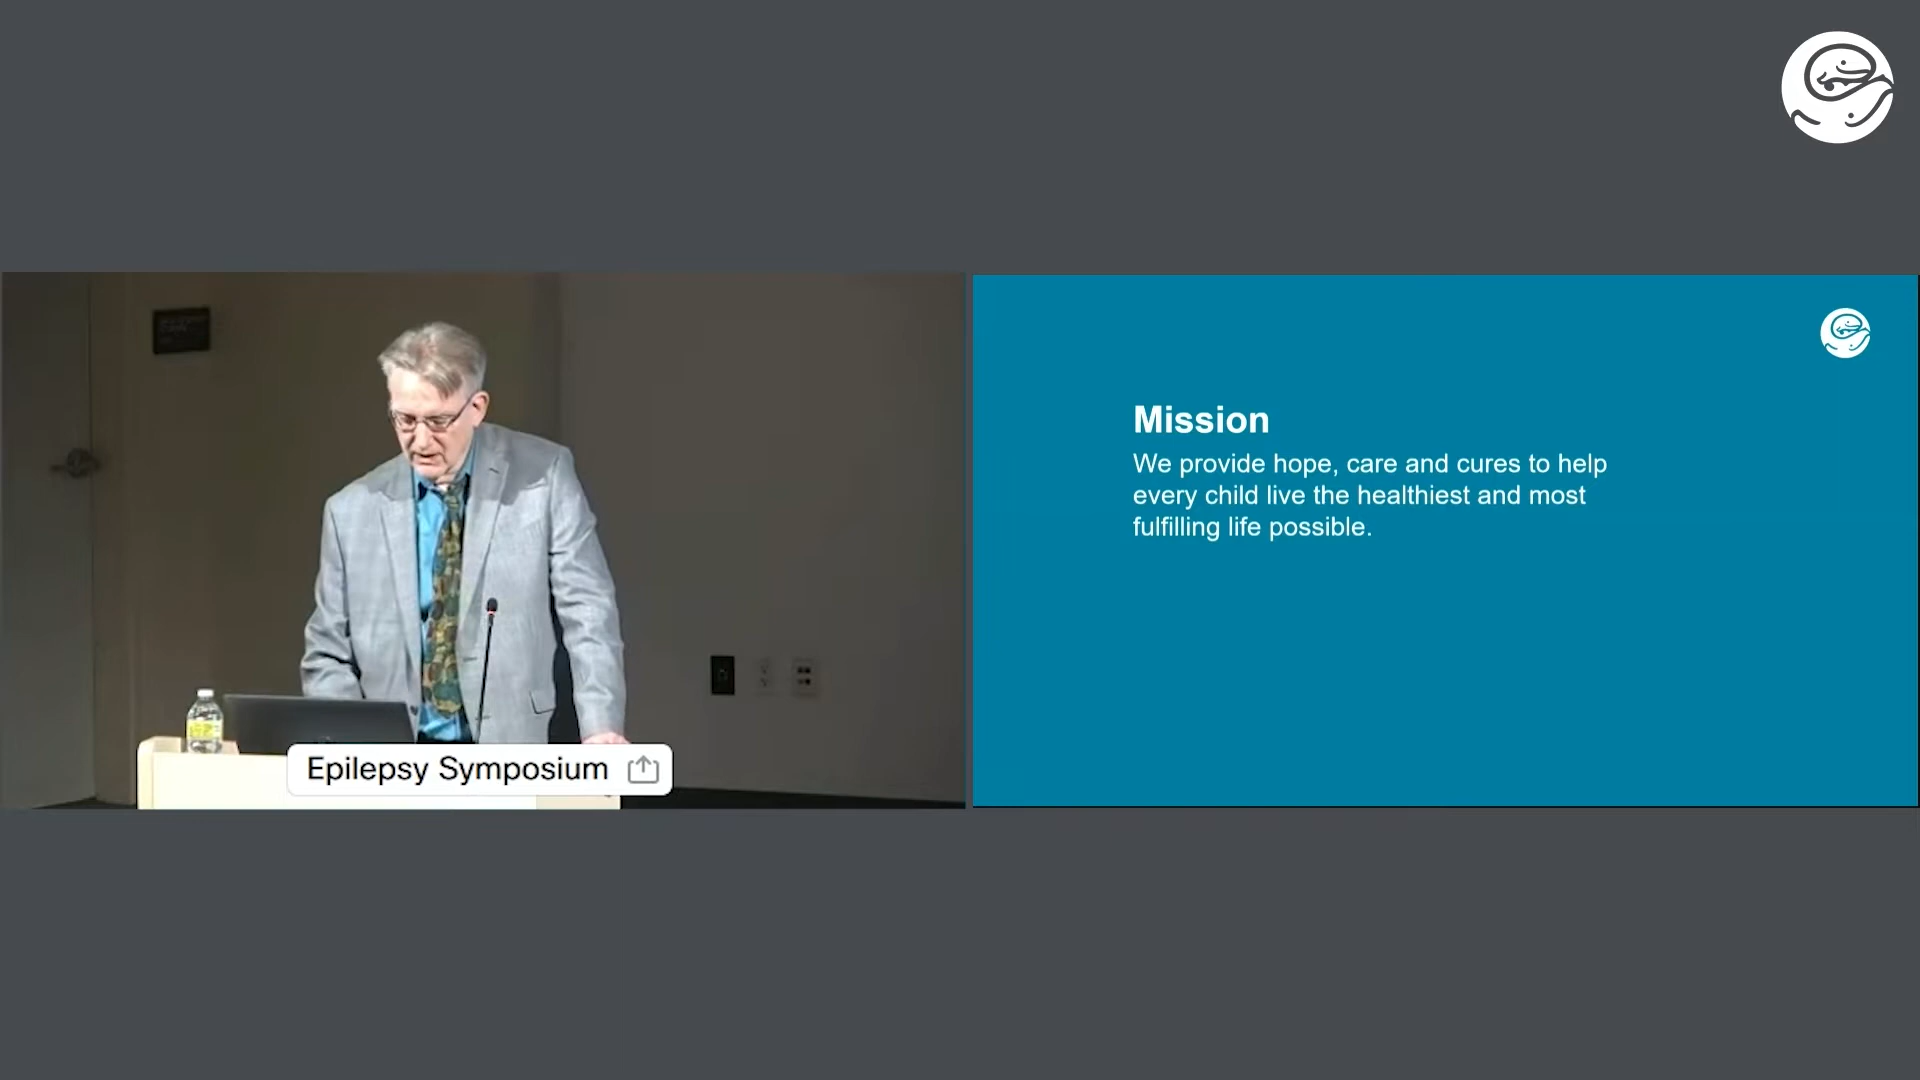 Epilepsy Symposium
Mission
We provide hope, care and cures to help
every child live the healthiest and most
fulfilling life possible.